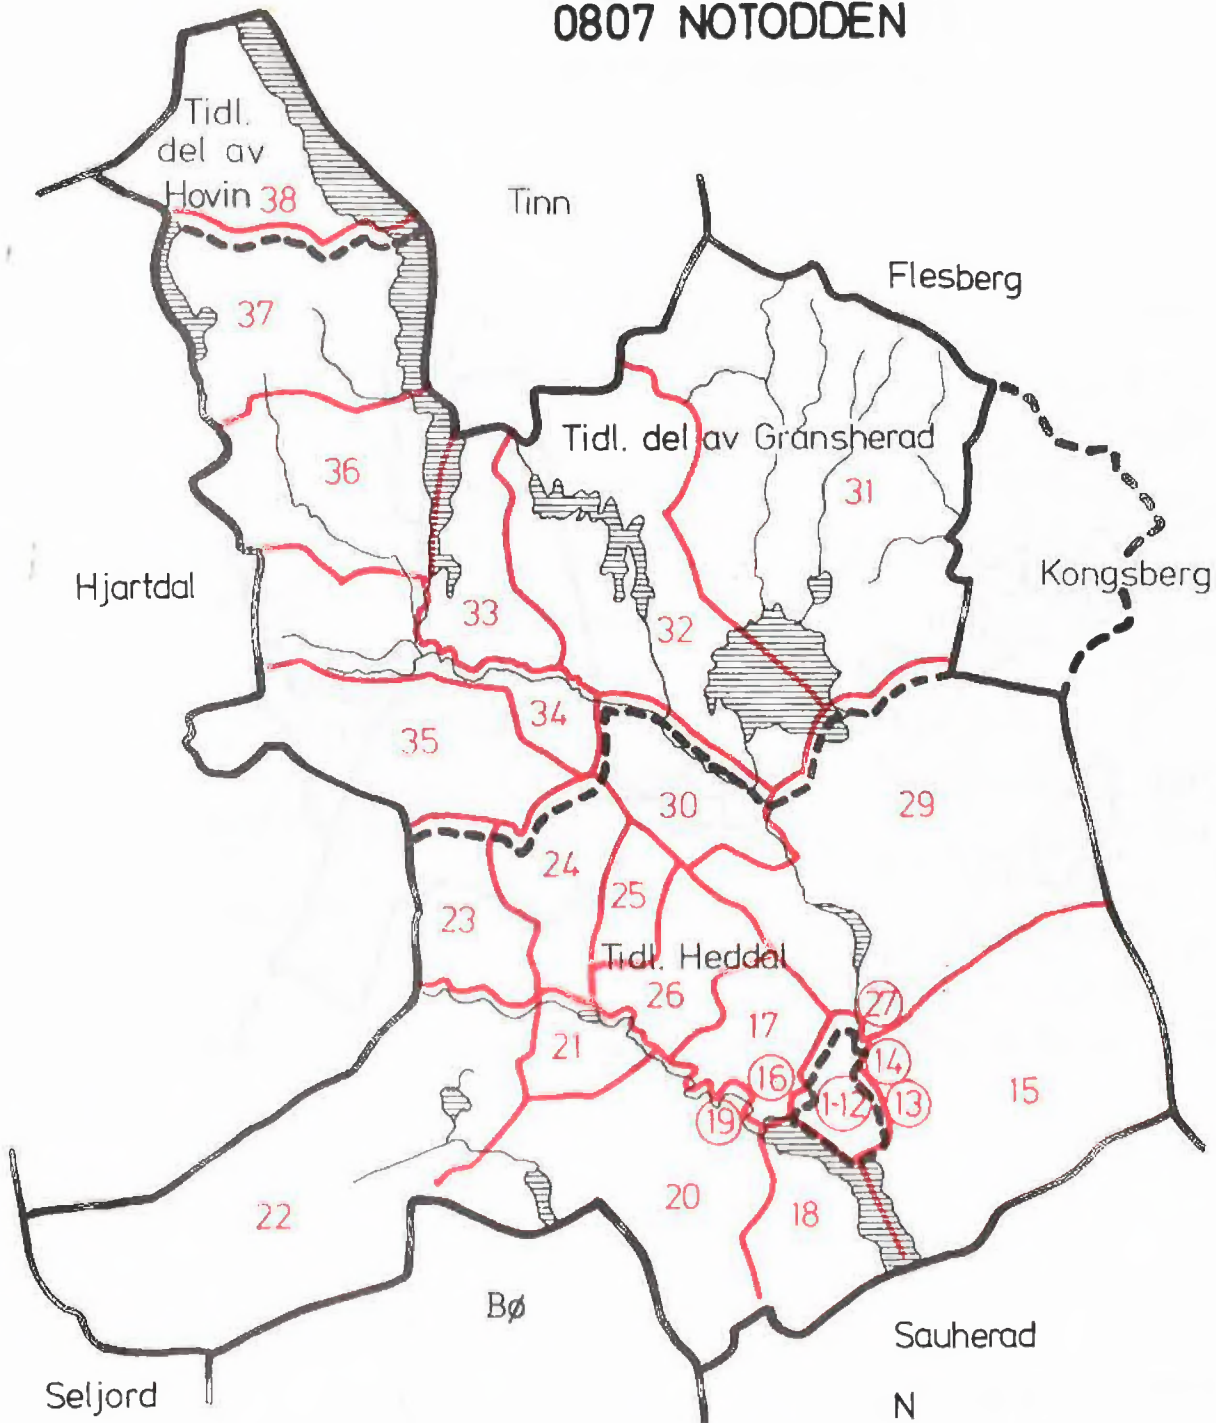 0807 NOTODDEN
Tidl.
del av
Hovin 38
Tinn
Flesberg
37
Tidl. del av Gransherad
36
31
Hjartdal
Kongsberg
33
32
34
35
30
29
24
25
23
Tidl. Heddal
26
27
17
21
14
16
1-12
13
15
19
20
18
22
Bø
Sauherad
Seljord
N